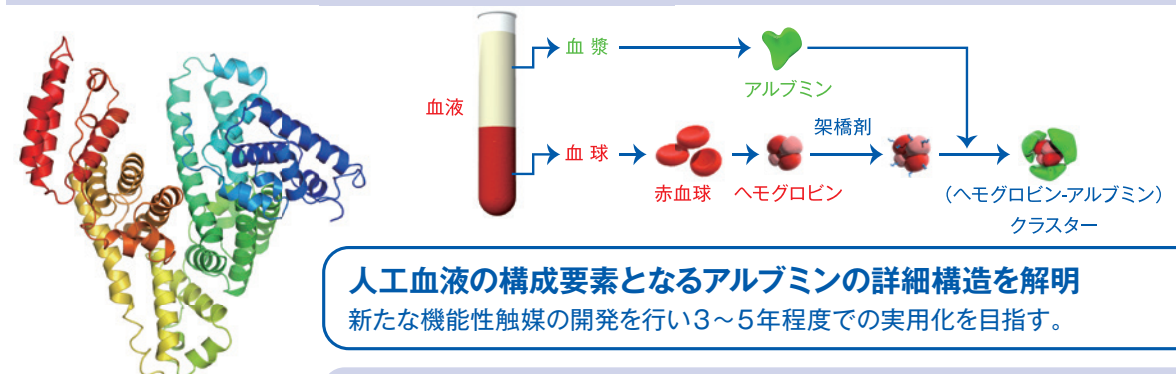 血漿
アルブミン
血液
架橋剤
血球
赤血球
ヘモグロビン
(ヘモグロビン-アルブミン)
クラスター
人工血液の構成要素となるアルブミンの詳細構造を解明
新たな機能性触媒の開発を行い3〜5年程度での実用化を目指す。